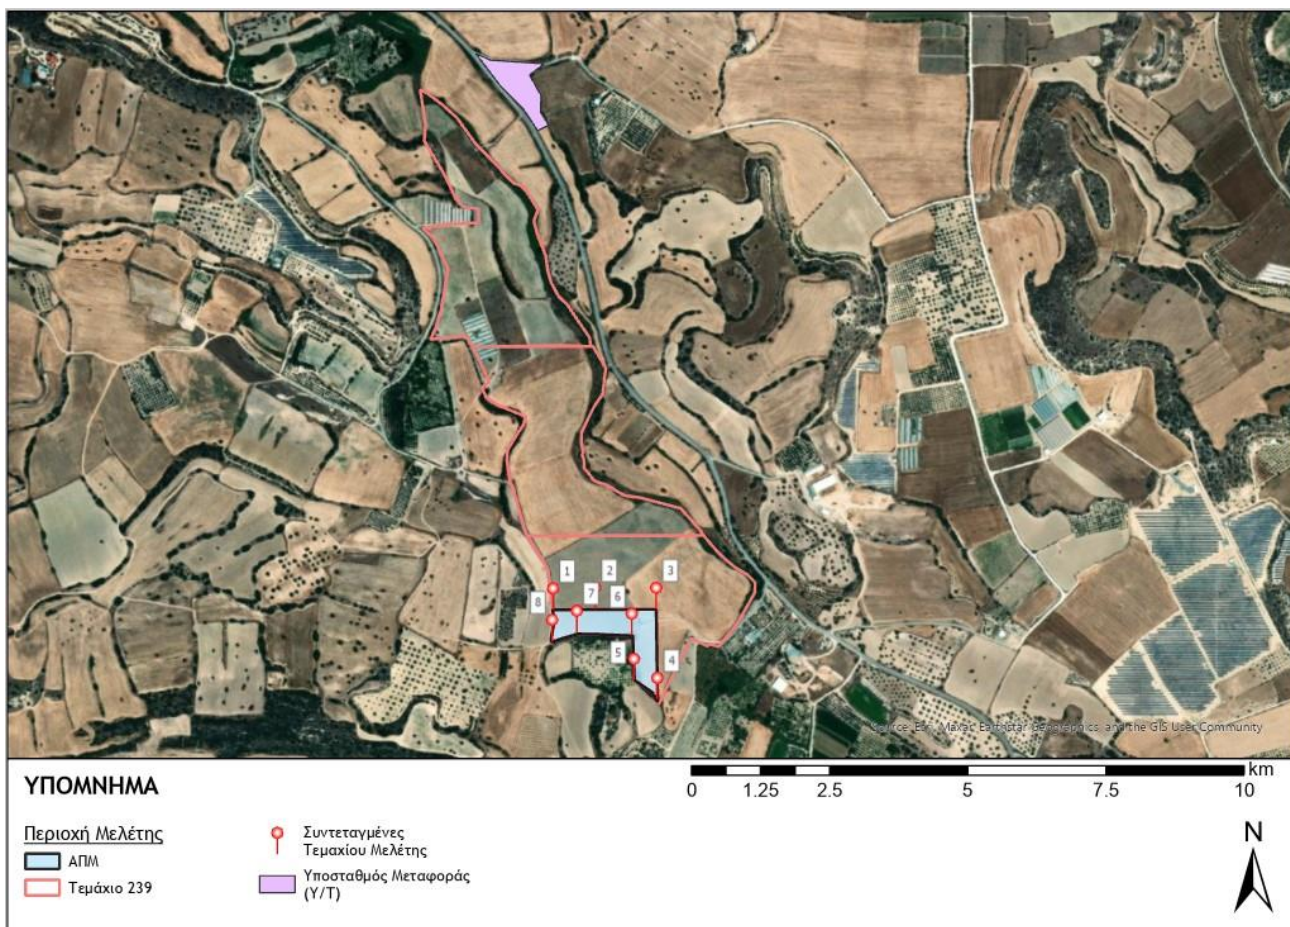 1
2
3
8
7
6
5
4
Source: Esri, Maxar, Earthstar Geographics, and the GIS User Community
ΥΠΟΜΝΗΜΑ
km
0 1.25 2.5 5 7.5 10
Περιοχή Μελέτης
ΑΠΜ
Τεμάχιο 239
Συντεταγμένες
Τεμαχίου Μελέτης
Υποσταθμός Μεταφοράς
(Υ/Τ)
N